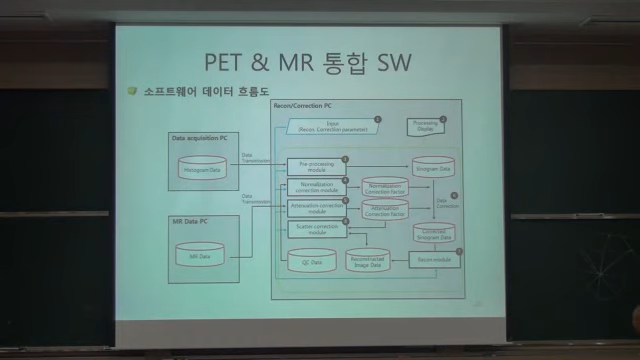 PET & MR 통합 SW
소프트웨어 데이터 흐름도
Recon/Correction PC
Input
(Recon. Correction parameter)
Processing
Display
Data acquisition PC
Histogram Data
Data
Transmission
Pre-processing
module
Sinogram Data
Normalization
correction module
Normalization
Correction Factor
Data
Transmission
Attenuation correction
module
Attenuation
Correction Factor
Data
Correction
Scatter correction
module
Corrected
Sinogram Data
MR Data PC
MR Data
QC Data
Reconstructed
Image Data
Recon module